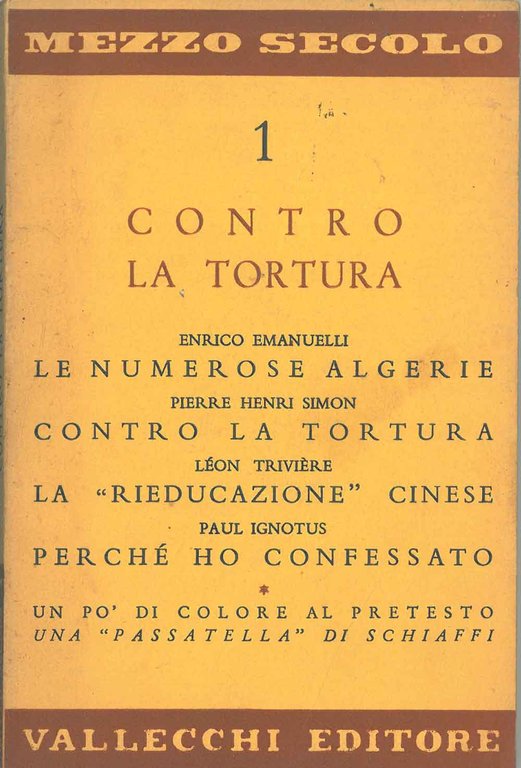 MEZZO SECOLO
1
CONTRO
LA TORTURA
ENRICO EMANUELLI
LE NUMEROSE ALGERIE
PIERRE HENRI SIMON
CONTRO LA TORTURA
LÉON TRIVIÈRE
LA “RIEDUCAZIONE” CINESE
PAUL IGNOTUS
PERCHÉ HO CONFESSATO
*
UN PO’ DI COLORE AL PRETESTO
UNA “PASSATELLA” DI SCHIAFFI
VALLECCHI EDITORE